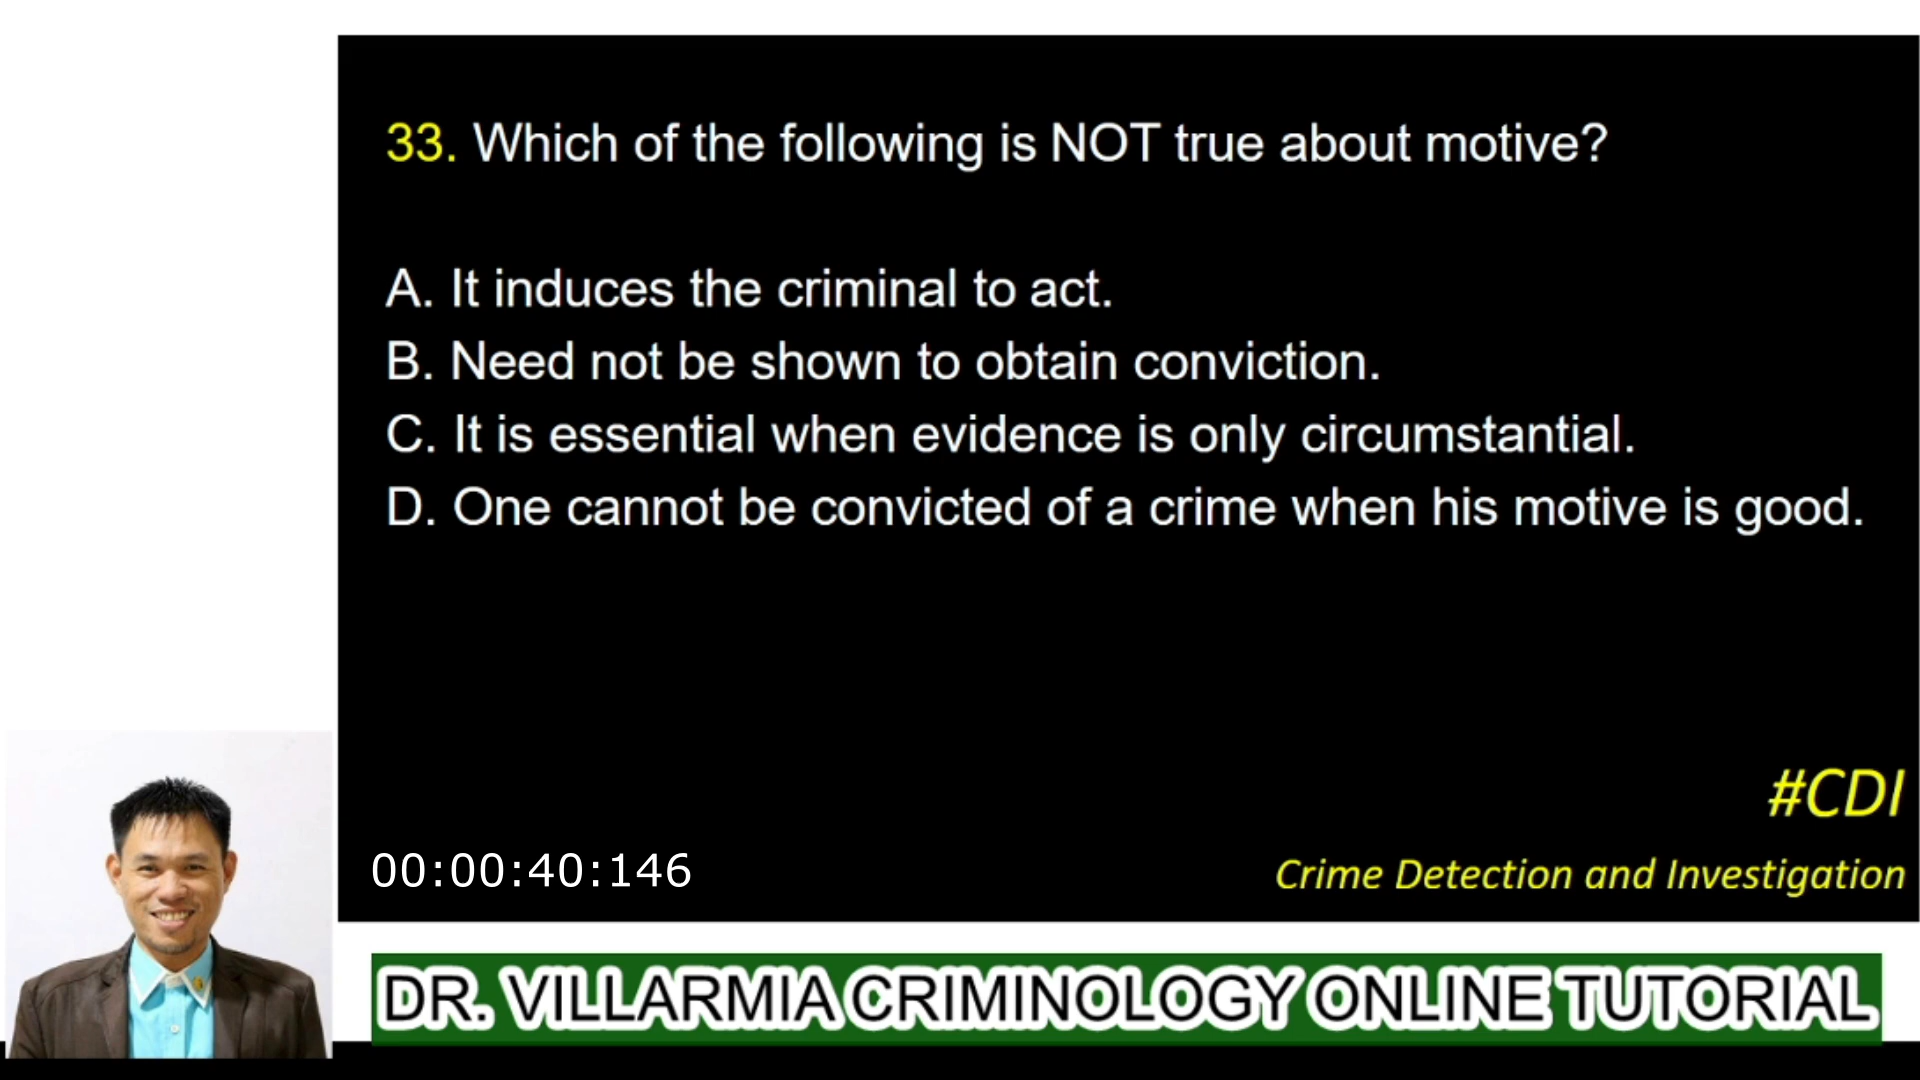 33. Which of the following is NOT true about motive?
A. It induces the criminal to act.
B. Need not be shown to obtain conviction.
C. It is essential when evidence is only circumstantial.
D. One cannot be convicted of a crime when his motive is good.
#CDI
00:00:40:146
Crime Detection and Investigation
DR. VILLARMIA CRIMINOLOGY ONLINE TUTORIAL